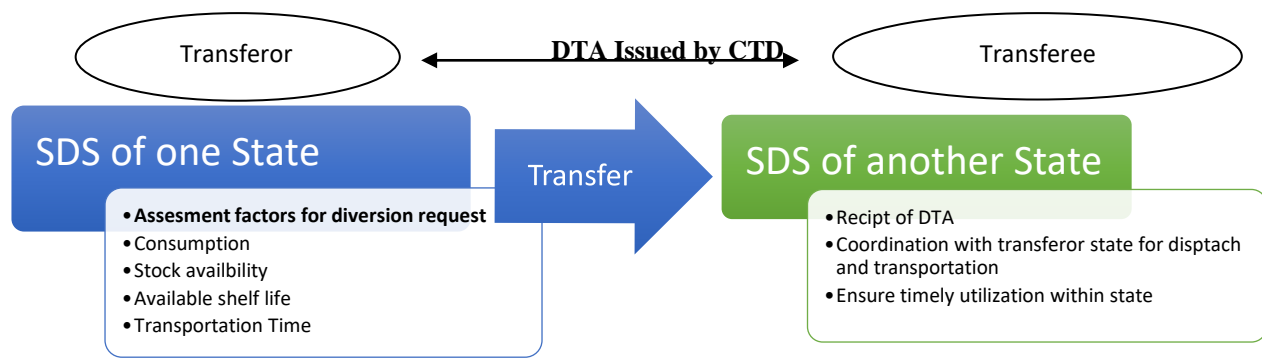 Transferor
DTA Issued by CTD
Transferee
SDS of one State
Transfer
SDS of another State
•Assesment factors for diversion request
•Consumption
•Stock availbility
•Available shelf life
•Transportation Time
•Recipt of DTA
•Coordination with transferor state for disptach
and transportation
•Ensure timely utilization within state